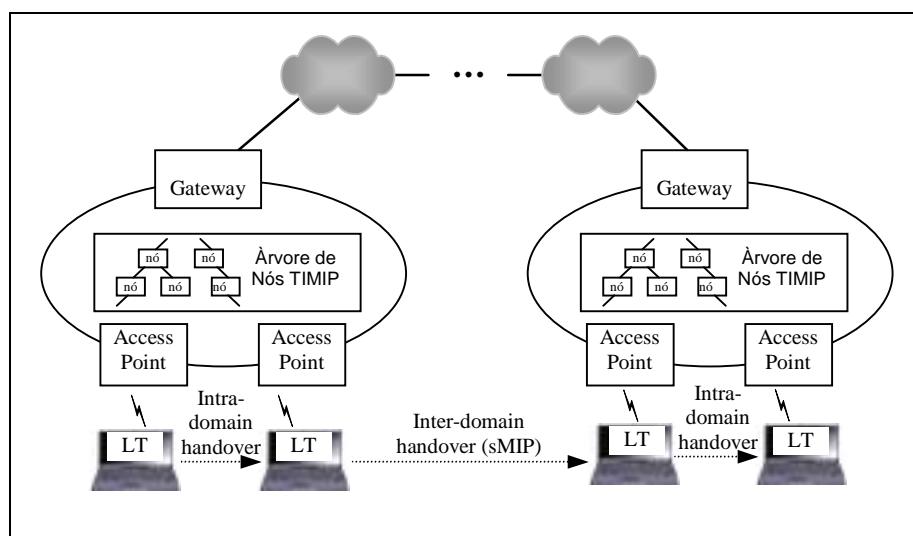 Gateway
Gateway
nó nó
nó nó nó
Àrvore de
Nós TIMIP
nó nó
nó nó nó
Àrvore de
Nós TIMIP
Access
Point
Access
Point
Access
Point
Access
Point
Intra-
domain
handover
Inter-domain
handover (sMIP)
Intra-
domain
handover
LT
LT
LT
LT